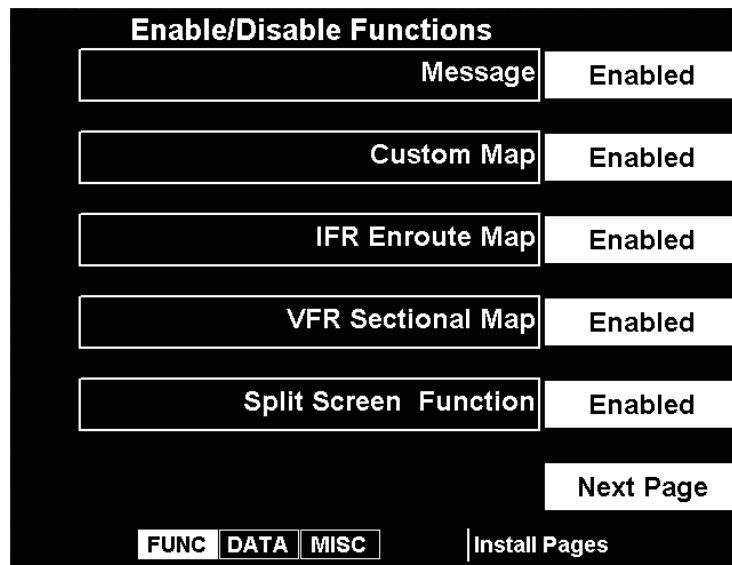 Enable/Disable Functions
Message Enabled
Custom Map Enabled
IFR Enroute Map Enabled
VFR Sectional Map Enabled
Split Screen Function Enabled
Next Page
FUNC DATA MISC Install Pages